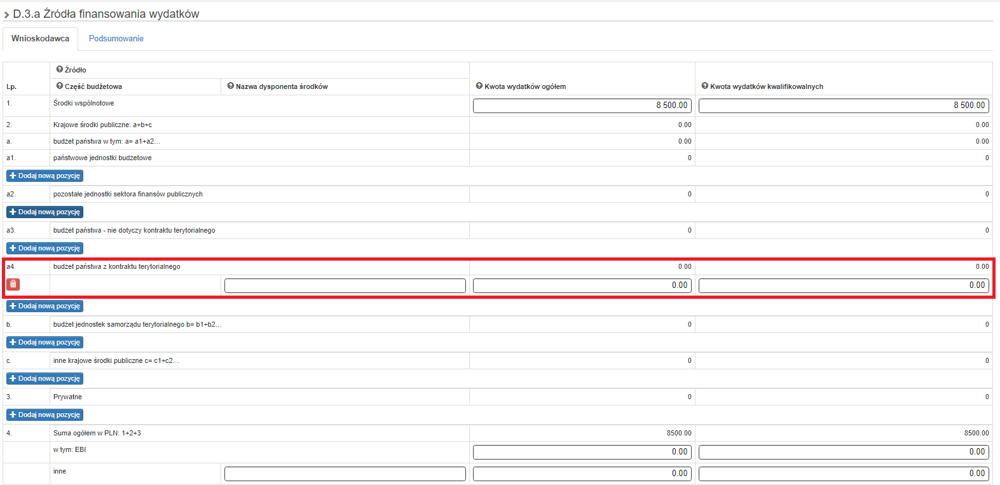 D.3.a Źródła finansowania wydatków
Wnioskodawca Podsumowanie
Źródło
Lp. Część budżetowa Nazwa dysponenta środków Kwota wydatków ogółem Kwota wydatków kwalifikowalnych
1. Środki wspólnotowe 8 500.00 8 500.00
2. Krajowe środki publiczne: a+b+c 0.00 0.00
a. budżet państwa w tym: a= a1+a2... 0.00 0.00
a1. państwowe jednostki budżetowe 0 0
Dodaj nową pozycję
a2. pozostałe jednostki sektora finansów publicznych 0 0
Dodaj nową pozycję
a3. budżet państwa - nie dotyczy kontraktu terytorialnego 0 0
Dodaj nową pozycję
a4. budżet państwa z kontraktu terytorialnego 0.00 0.00
0.00 0.00
Dodaj nową pozycję
b. budżet jednostek samorządu terytorialnego b= b1+b2... 0 0
Dodaj nową pozycję
c. inne krajowe środki publiczne c= c1+c2... 0 0
Dodaj nową pozycję
3. Prywatne 0 0
Dodaj nową pozycję
4. Suma ogółem w PLN: 1+2+3 8500.00 8500.00
w tym: EBI 0.00 0.00
inne 0.00 0.00